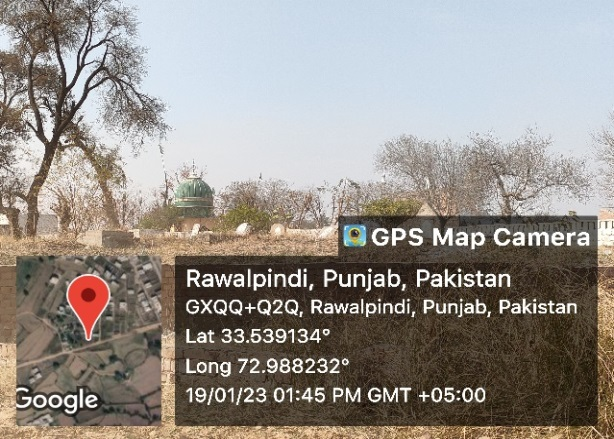 GPS Map Camera
Rawalpindi, Punjab, Pakistan
GXQQ+Q2Q, Rawalpindi, Punjab, Pakistan
Lat 33.539134°
Long 72.988232°
19/01/23 01:45 PM GMT +05:00
Google